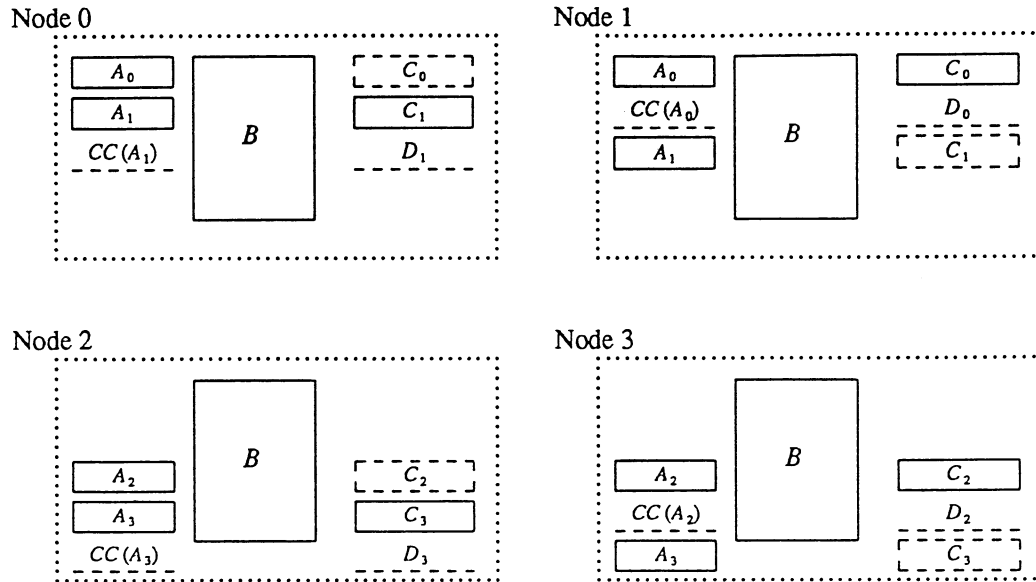 Node 0
A₀
A₁
CC(A₁)
B
C₀
C₁
D₁
Node 1
A₀
CC(A₀)
A₁
B
C₀
D₀
C₁
Node 2
A₂
A₃
CC(A₃)
B
C₂
C₃
D₃
Node 3
A₂
CC(A₂)
A₃
B
C₂
D₂
C₃